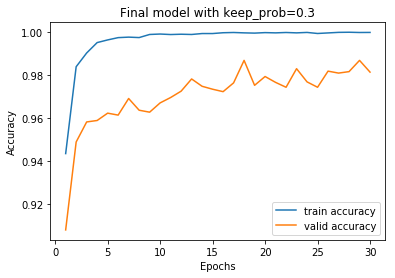 Final model with keep_prob=0.3
Accuracy
1.00
0.98
0.96
0.94
0.92
0
5
10
15
20
25
30
Epochs
train accuracy
valid accuracy